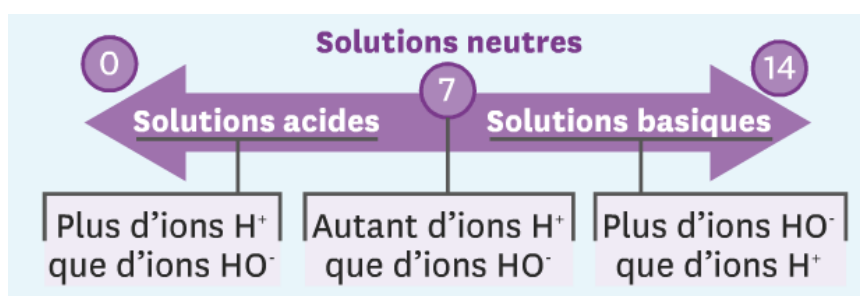 Solutions neutres
0
7
14
Solutions acides
Solutions basiques
Plus d’ions H⁺
que d’ions HO⁻
Autant d’ions H⁺
que d’ions HO⁻
Plus d’ions HO⁻
que d’ions H⁺